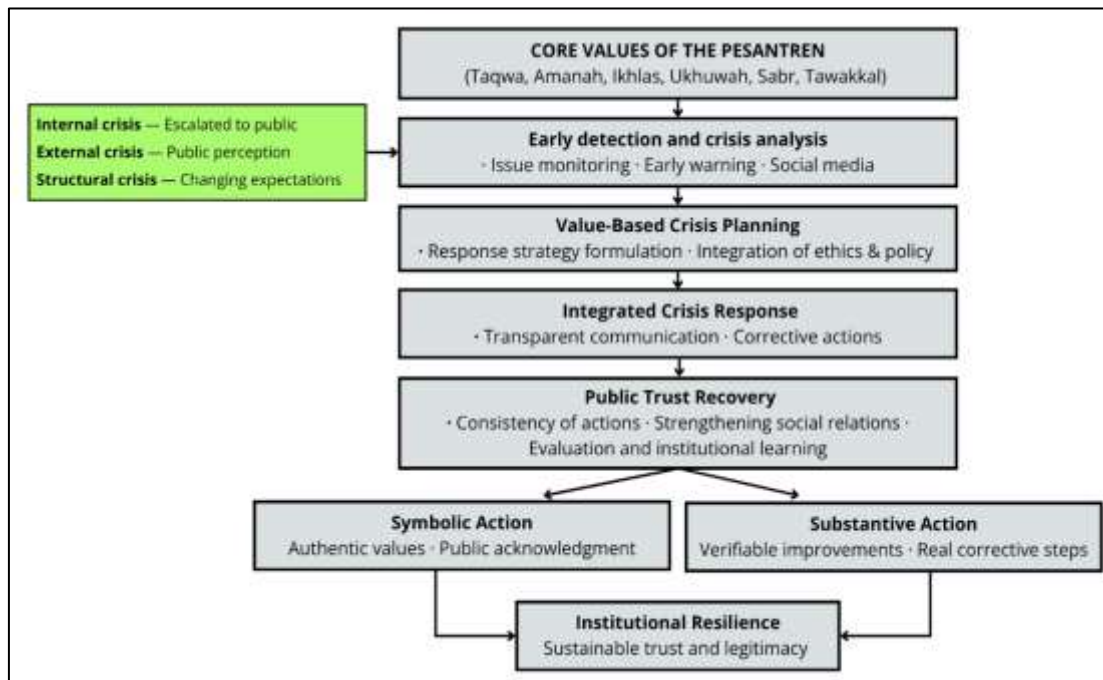 CORE VALUES OF THE PESANTREN
(Taqwa, Amanah, Ikhlas, Ukhuwah, Sabr, Tawakkal)
Internal crisis — Escalated to public
External crisis — Public perception
Structural crisis — Changing expectations
Early detection and crisis analysis
· Issue monitoring · Early warning · Social media
Value-Based Crisis Planning
· Response strategy formulation · Integration of ethics & policy
Integrated Crisis Response
· Transparent communication · Corrective actions
Public Trust Recovery
· Consistency of actions · Strengthening social relations ·
Evaluation and institutional learning
Symbolic Action
Authentic values · Public acknowledgment
Substantive Action
Verifiable improvements · Real corrective steps
Institutional Resilience
Sustainable trust and legitimacy